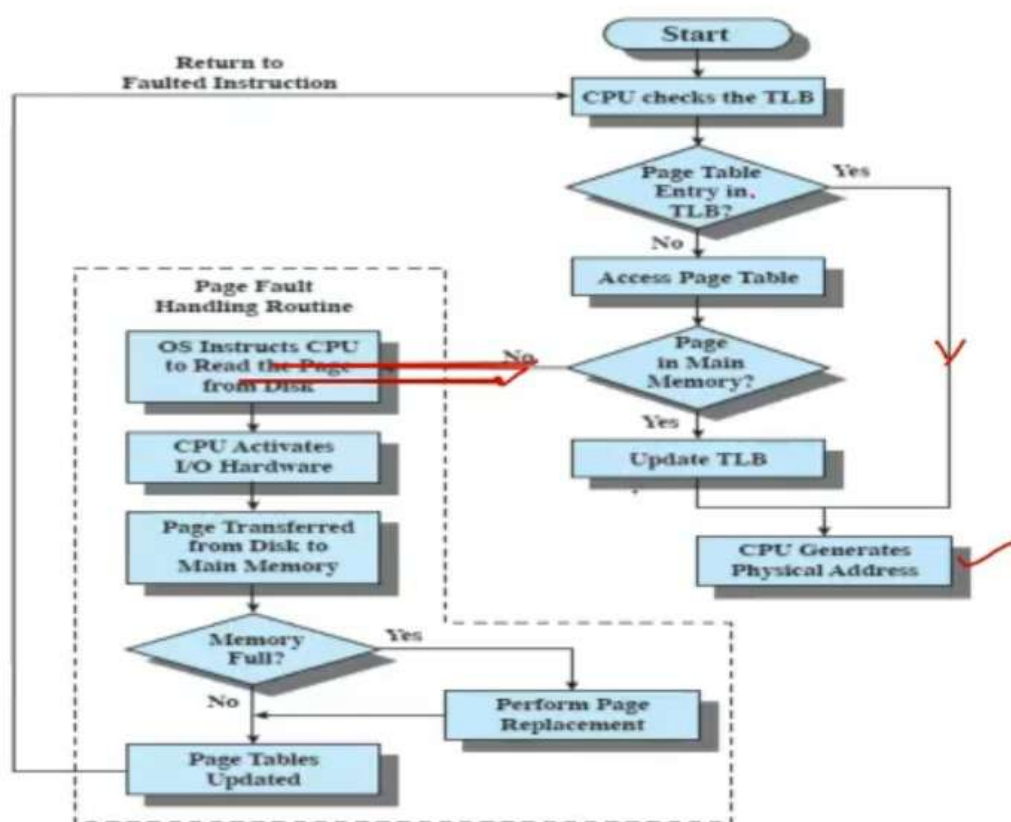 Start
Return to
Faulted Instruction
CPU checks the TLB
Page Table
Entry in
TLB?
Yes
No
Access Page Table
Page Fault
Handling Routine
OS Instructs CPU
to Read the Page
from Disk
No
Page
in Main
Memory?
Yes
CPU Activates
I/O Hardware
Update TLB
Page Transferred
from Disk to
Main Memory
CPU Generates
Physical Address
Memory
Full?
Yes
No
Perform Page
Replacement
Page Tables
Updated